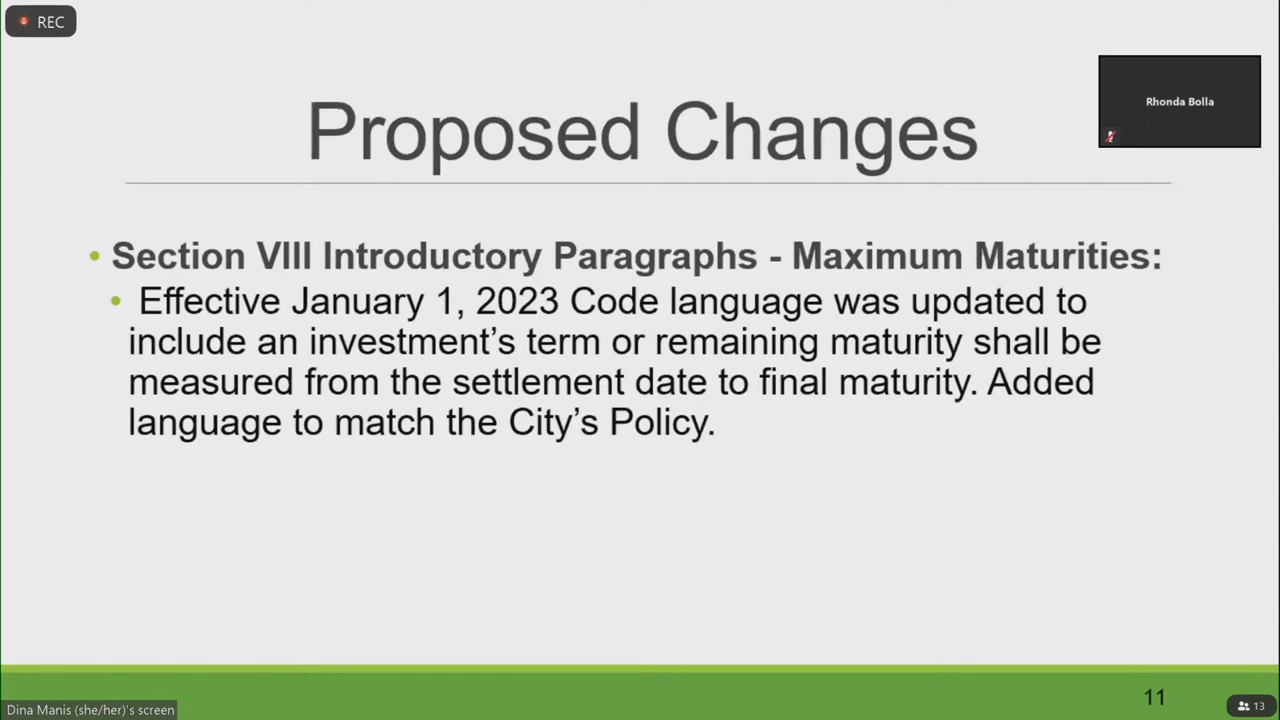 REC
Rhonda Bolla
Proposed Changes
• Section VIII Introductory Paragraphs - Maximum Maturities:
• Effective January 1, 2023 Code language was updated to
include an investment’s term or remaining maturity shall be
measured from the settlement date to final maturity. Added
language to match the City’s Policy.
11
Dina Manis (she/her)'s screen
13